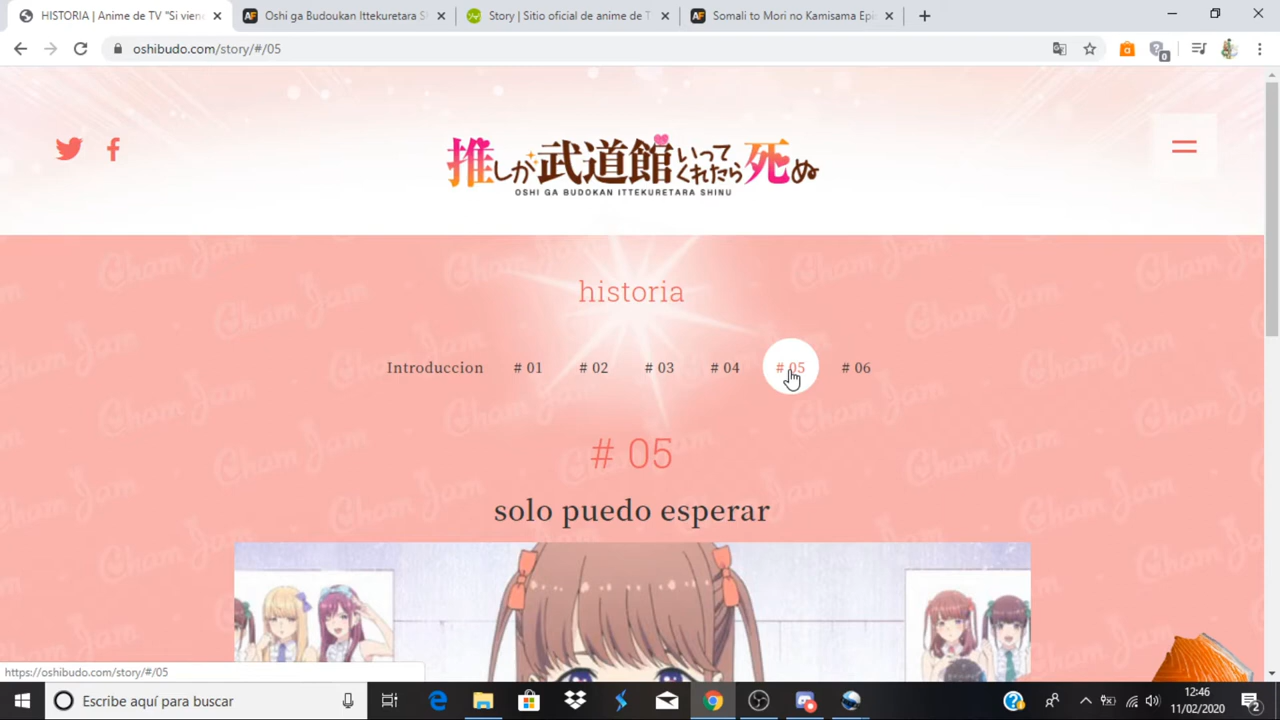 HISTORIA | Anime de TV "Si vien
Oshi ga Budoukan Ittekuretara S
Story | Sitio oficial de anime de T
Somali to Mori no Kamisama Epi
oshibudo.com/story/#/05
推しが武道館いってくれたら死ぬ
OSHI GA BUDOKAN ITTEKURETARA SHINU
historia
Introduccion # 01 # 02 # 03 # 04 # 05 # 06
# 05
solo puedo esperar
Cham Jam
https://oshibudo.com/story/#/05
Escribe aquí para buscar
12:46
11/02/2020
2